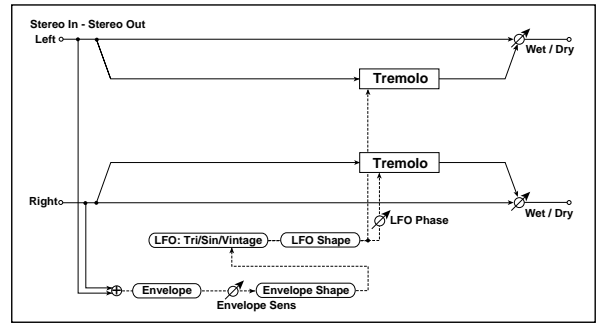 Stereo In - Stereo Out
Left
Wet / Dry
Tremolo
Tremolo
Right
LFO Phase
Wet / Dry
LFO: Tri/Sin/Vintage
LFO Shape
Envelope
Envelope Shape
Envelope Sens